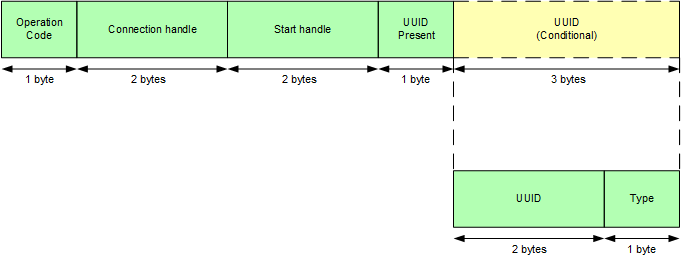 Operation
Code
Connection handle
Start handle
UUID
Present
UUID
(Conditional)
1 byte
2 bytes
2 bytes
1 byte
3 bytes
UUID
Type
2 bytes
1 byte